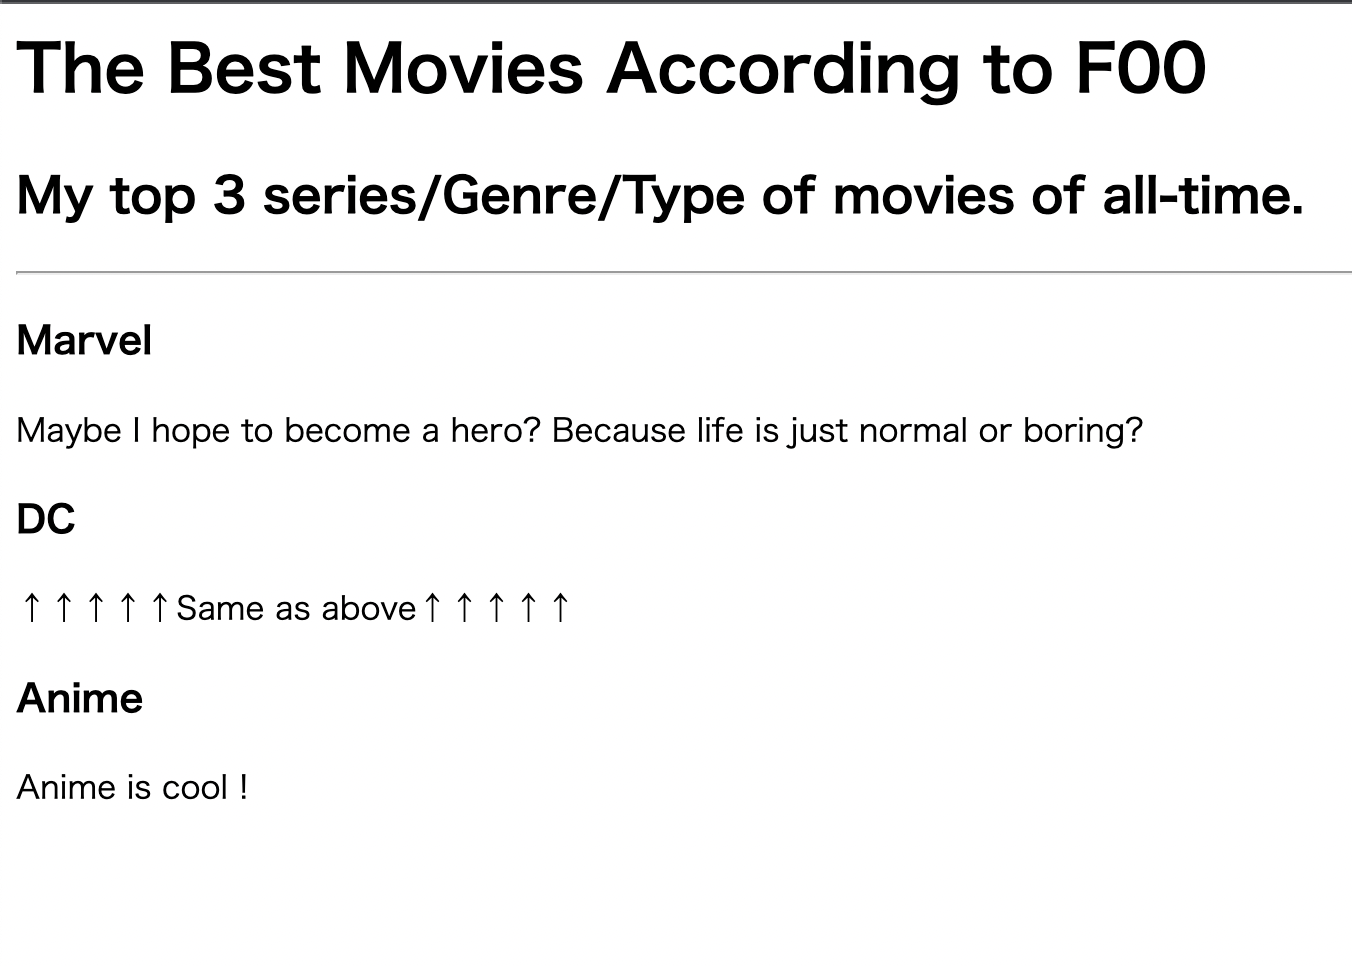 The Best Movies According to F00
My top 3 series/Genre/Type of movies of all-time.
Marvel
Maybe I hope to become a hero? Because life is just normal or boring?
DC
↑↑↑↑↑Same as above↑↑↑↑↑
Anime
Anime is cool !